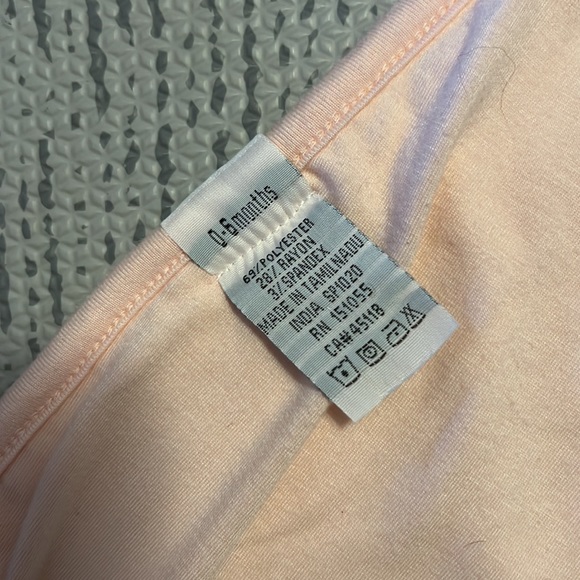 0-6months
69/.POLYESTER
28/.RAYON
3/.SPANDEX
MADE IN TAMILNADU
INDIA SP1020
RN 151055
CA#45118